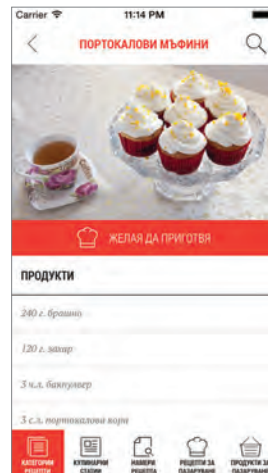 Carrier 11:14 PM
ПОРТОКАЛОВИ МЪФИНИ
ЖЕЛАЯ ДА ПРИГОТВЯ
ПРОДУКТИ
240 г. брашно
120 г. захар
3 ч.л. бакпулвер
3 с.л. портокалова кора
КАТЕГОРИИ РЕЦЕПТИ
КУЛИНАРНИ СТАТИИ
НАМЕРИ РЕЦЕПТА
РЕЦЕПТИ ЗА ПАЗАРУВАНЕ
ПРОДУКТИ ЗА ПАЗАРУВАНЕ